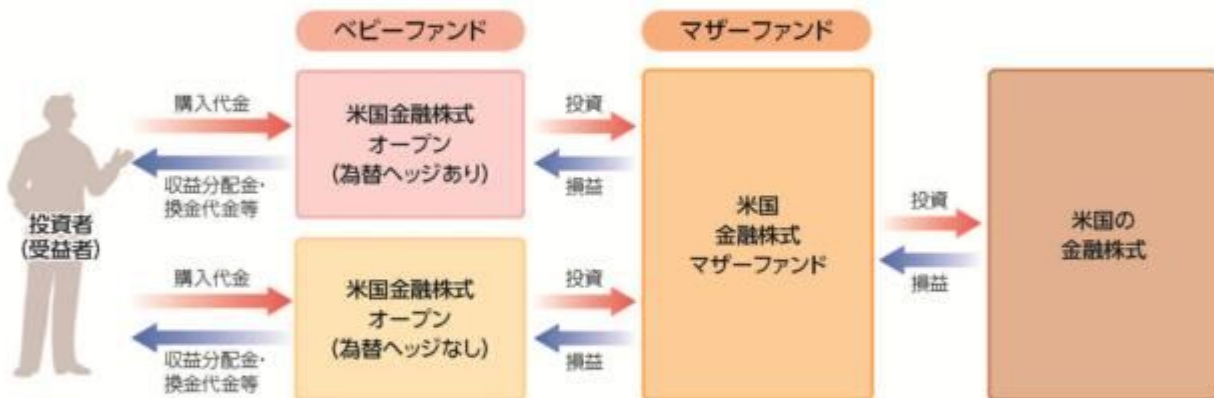 ベビーファンド
マザーファンド
購入代金
収益分配金・
換金代金等
米国金融株式
オープン
(為替ヘッジあり)
投資
損益
投資者
(受益者)
購入代金
収益分配金・
換金代金等
米国金融株式
オープン
(為替ヘッジなし)
投資
損益
米国
金融株式
マザーファンド
投資
損益
米国の
金融株式